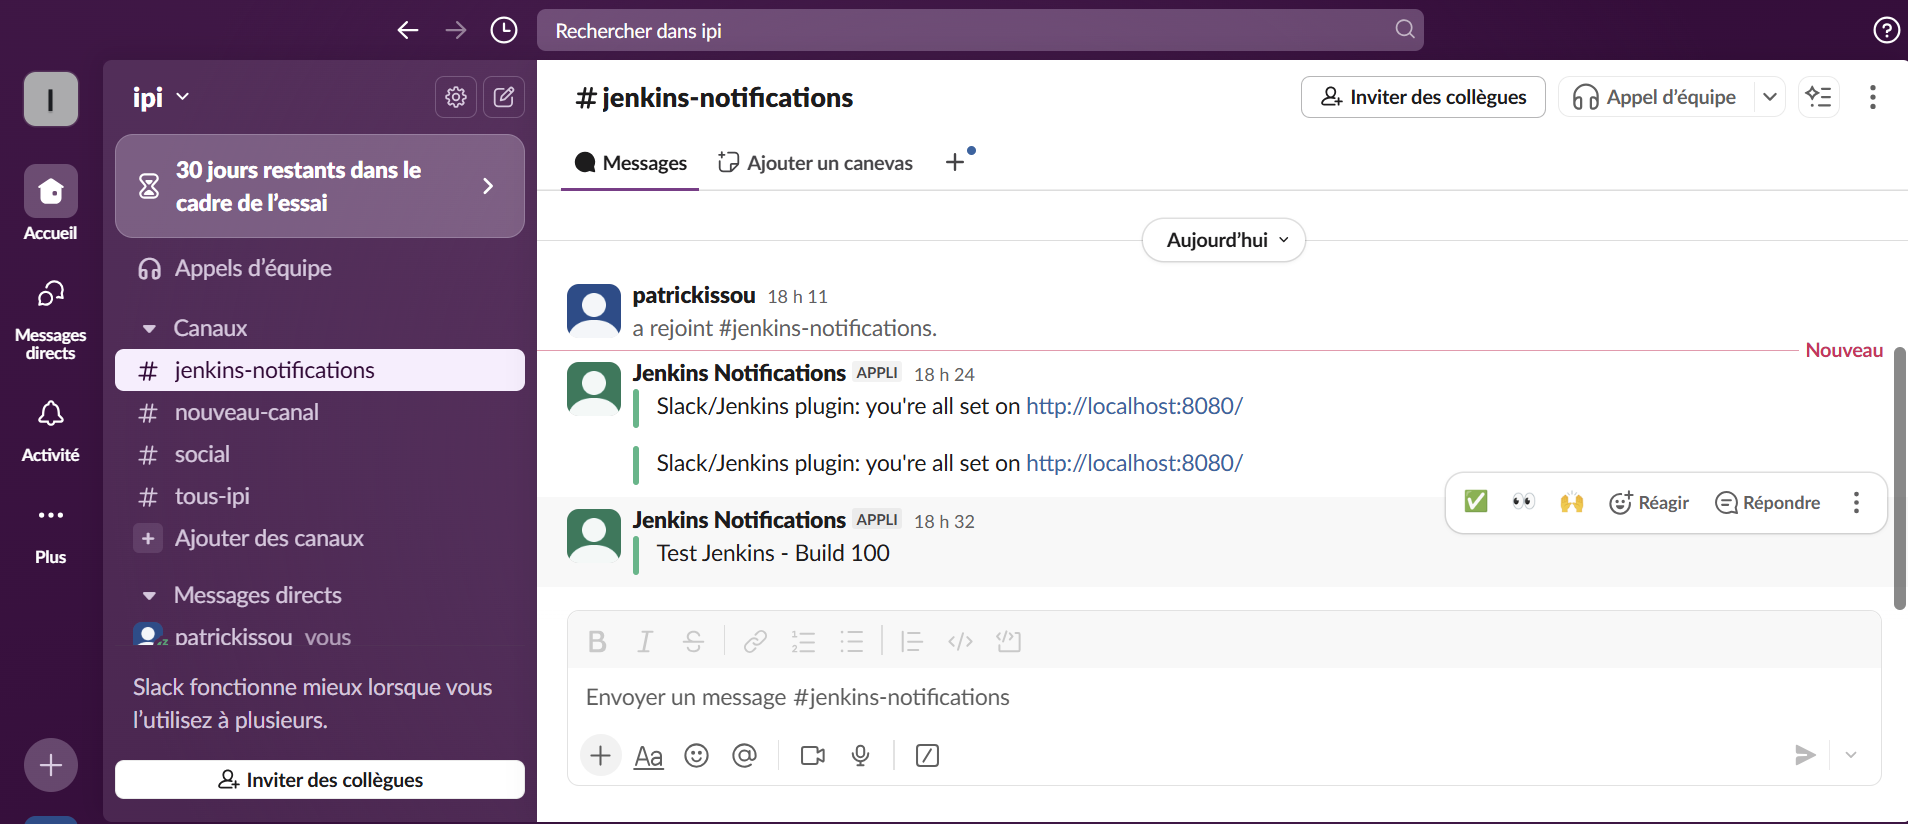 Rechercher dans ipi
I
ipi
30 jours restants dans le
cadre de l’essai
Accueil
Messages
directs
Activité
Plus
Appels d’équipe
Canaux
# jenkins-notifications
# nouveau-canal
# social
# tous-ipi
+ Ajouter des canaux
Messages directs
patrickissou vous
Slack fonctionne mieux lorsque vous
l’utilisez à plusieurs.
Inviter des collègues
# jenkins-notifications
Inviter des collègues
Appel d’équipe
Messages
Ajouter un canevas
Aujourd’hui
patrickissou 18 h 11
a rejoint #jenkins-notifications.
Nouveau
Jenkins Notifications APPLI 18 h 24
Slack/Jenkins plugin: you're all set on http://localhost:8080/
Slack/Jenkins plugin: you're all set on http://localhost:8080/
Réagir
Répondre
Jenkins Notifications APPLI 18 h 32
Test Jenkins - Build 100
B I S
Envoyer un message #jenkins-notifications
Aa